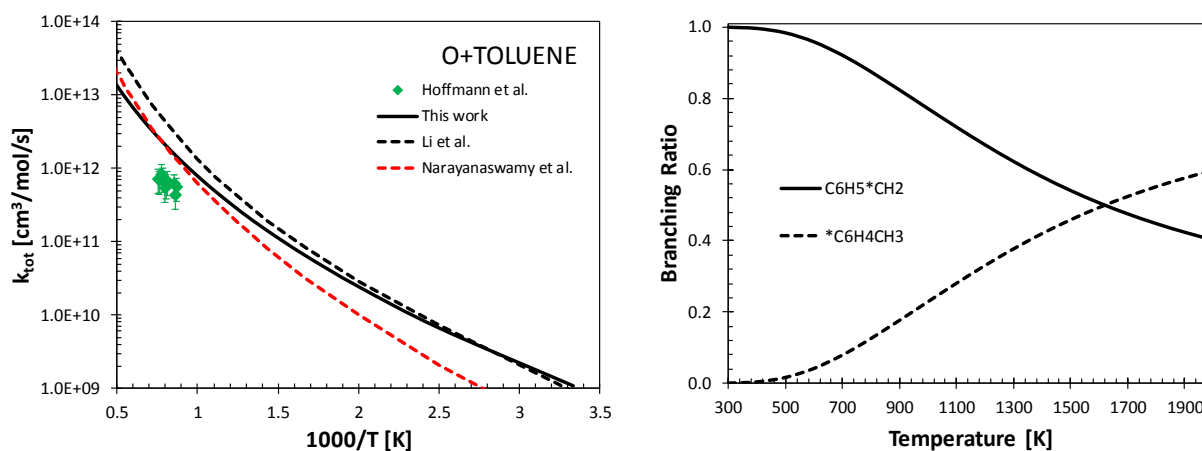 O+TOLUENE
Hoffmann et al.
This work
Li et al.
Narayanaswamy et al.
k_tot [cm³/mol/s]
1.0E+14
1.0E+13
1.0E+12
1.0E+11
1.0E+10
1.0E+09
0.5 1 1.5 2 2.5 3 3.5
1000/T [K]
Branching Ratio
1.0
0.8
0.6
0.4
0.2
0.0
C6H5*CH2
*C6H4CH3
300 500 700 900 1100 1300 1500 1700 1900
Temperature [K]